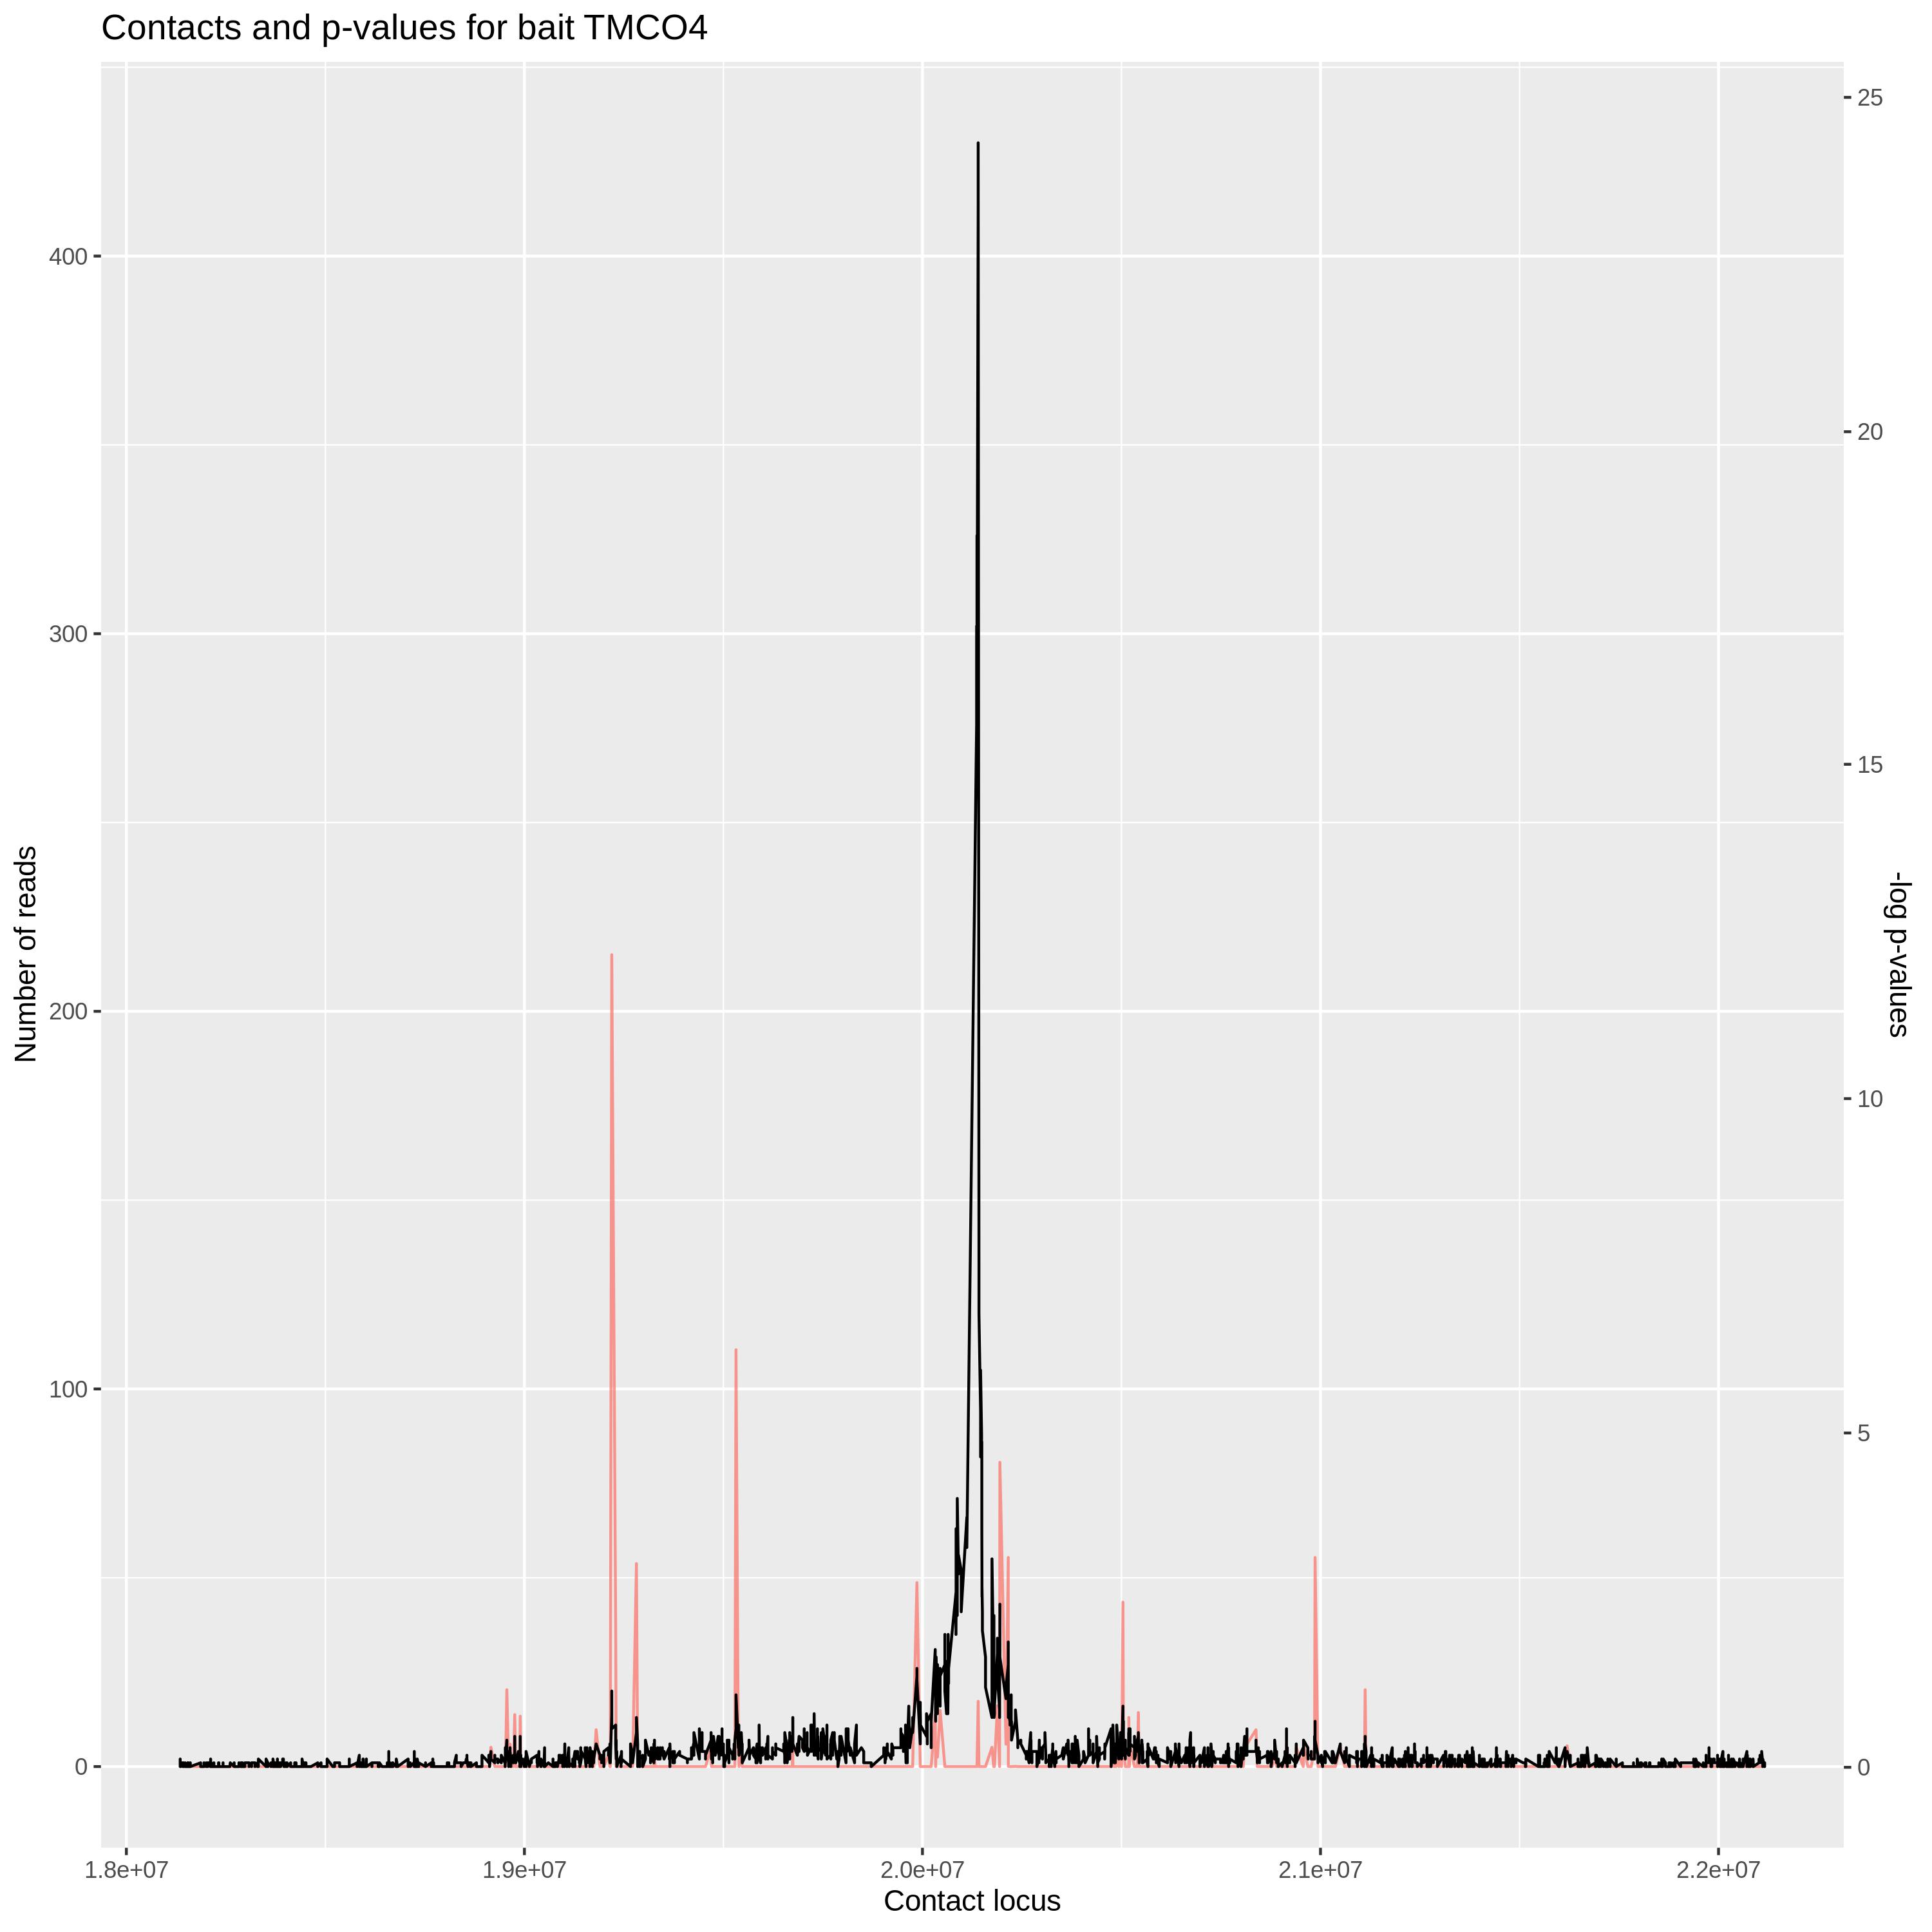 Contacts and p-values for bait TMCO4
25
400
20
300
15
Number of reads
-log p-values
200
10
100
5
0
0
1.8e+07
1.9e+07
2.0e+07
2.1e+07
2.2e+07
Contact locus